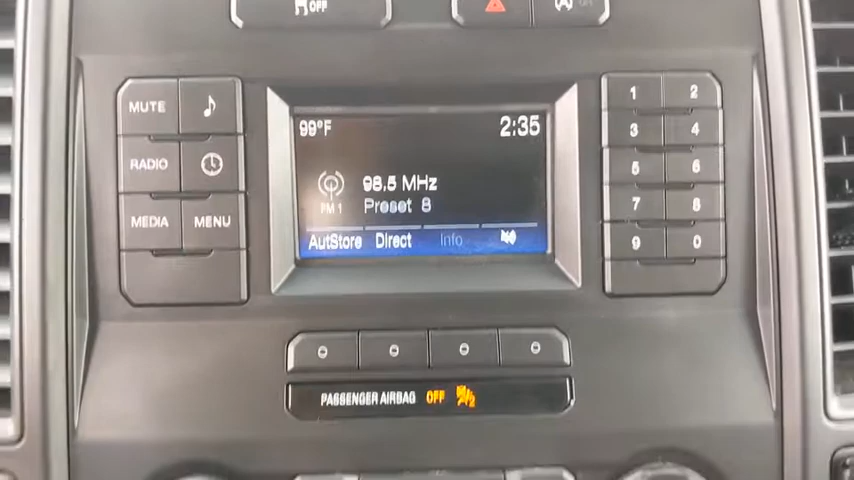 OFF
MUTE
RADIO
MEDIA MENU
99°F 2:35
98.5 MHz
FM 1 Preset 8
AutStore Direct Info
1 2
3 4
5 6
7 8
9 0
PASSENGER AIRBAG OFF